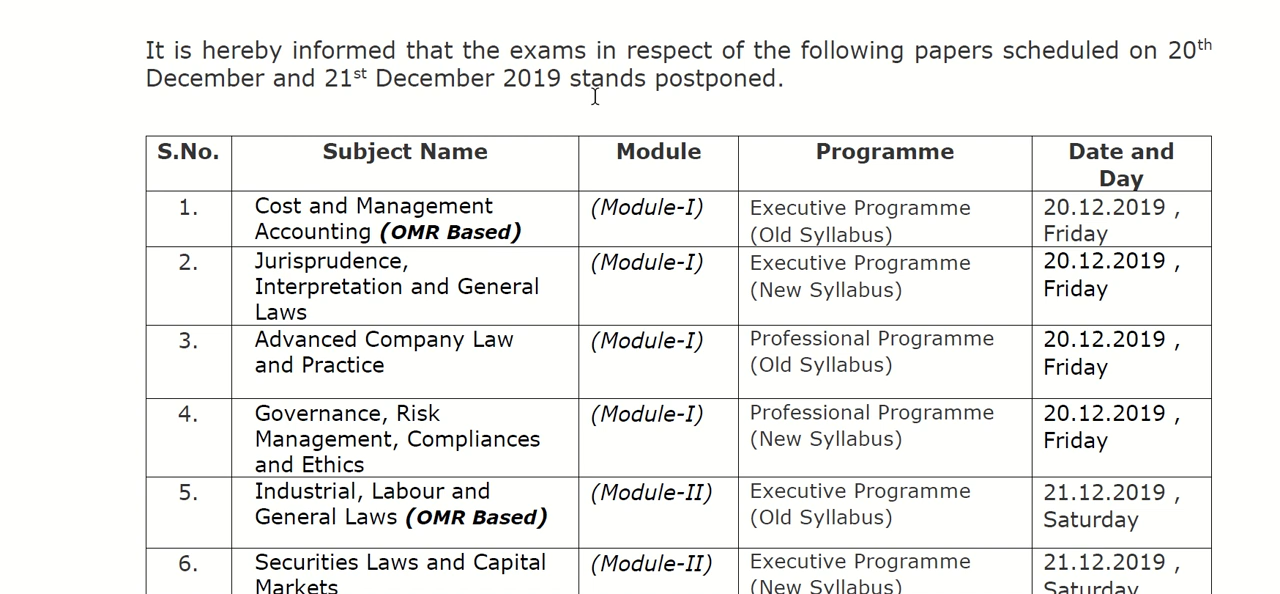 It is hereby informed that the exams in respect of the following papers scheduled on 20th
December and 21st December 2019 stands postponed.
S.No. Subject Name Module Programme Date and
Day
1. Cost and Management (Module-I) Executive Programme 20.12.2019 ,
Accounting (OMR Based) (Old Syllabus) Friday
2. Jurisprudence, (Module-I) Executive Programme 20.12.2019 ,
Interpretation and General (New Syllabus) Friday
Laws
3. Advanced Company Law (Module-I) Professional Programme 20.12.2019 ,
and Practice (Old Syllabus) Friday
4. Governance, Risk (Module-I) Professional Programme 20.12.2019 ,
Management, Compliances (New Syllabus) Friday
and Ethics
5. Industrial, Labour and (Module-II) Executive Programme 21.12.2019 ,
General Laws (OMR Based) (Old Syllabus) Saturday
6. Securities Laws and Capital (Module-II) Executive Programme 21.12.2019 ,
Markets (New Syllabus) Saturday